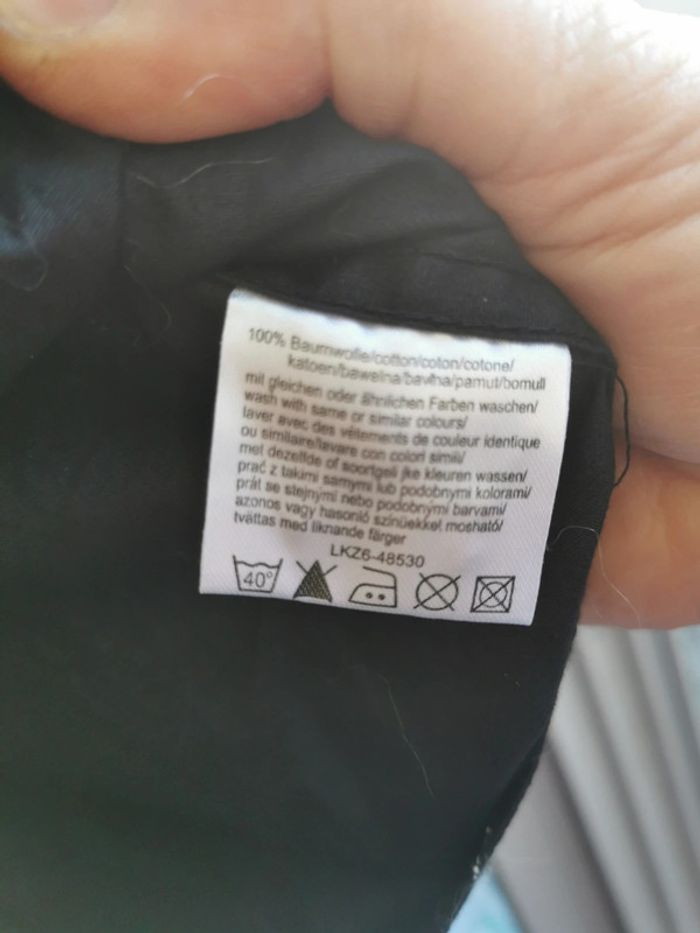 100% Baumwolle/cotton/coton/cotone/
katoen/bawełna/bavlna/pamut/bomull
mit gleichen oder ähnlichen Farben waschen/
wash with same or similar colours/
laver avec des vêtements de couleur identique
ou similaire/lavare con colori simili/
met dezelfde of soortgelijke kleuren wassen/
prać z takimi samymi lub podobnymi kolorami/
prát se stejnými nebo podobnými barvami/
azonos vagy hasonló színűekkel mosható/
tvättas med liknande färger
LKZ6-48530
40°